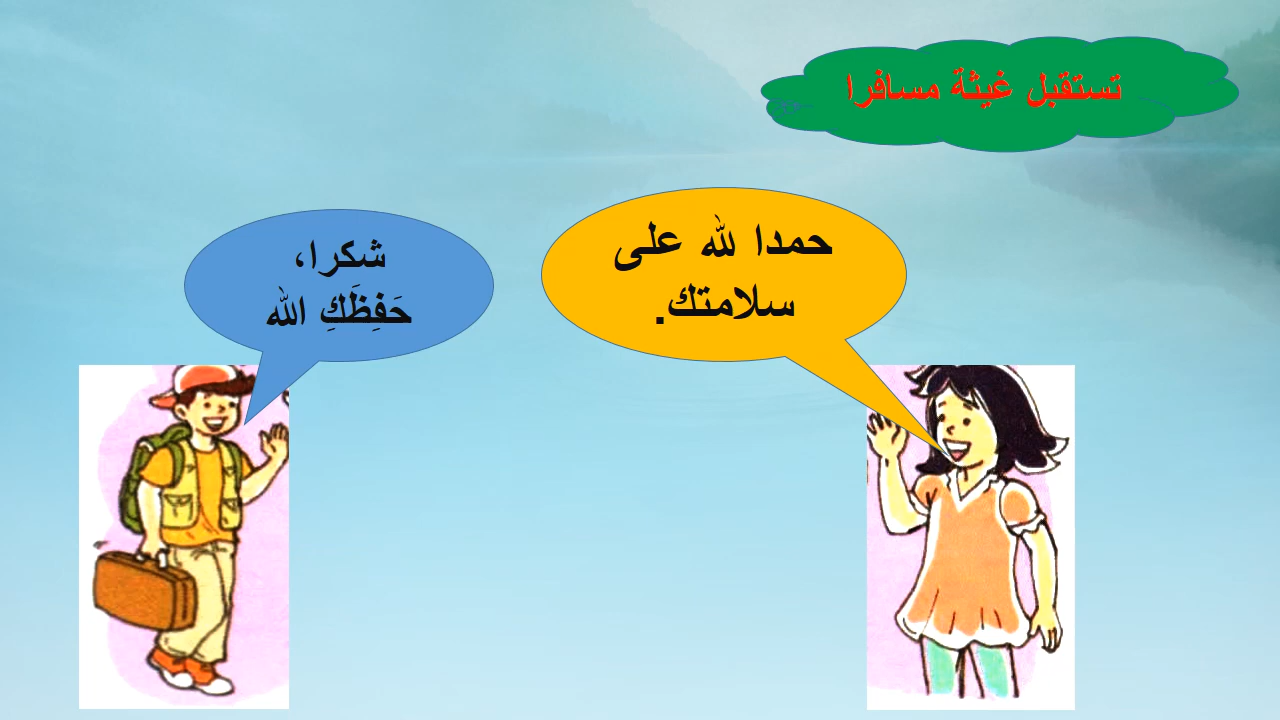 تستقبل غيثة مسافرا
حمدا لله على
سلامتك.
شكرا،
حَفِظَكِ الله